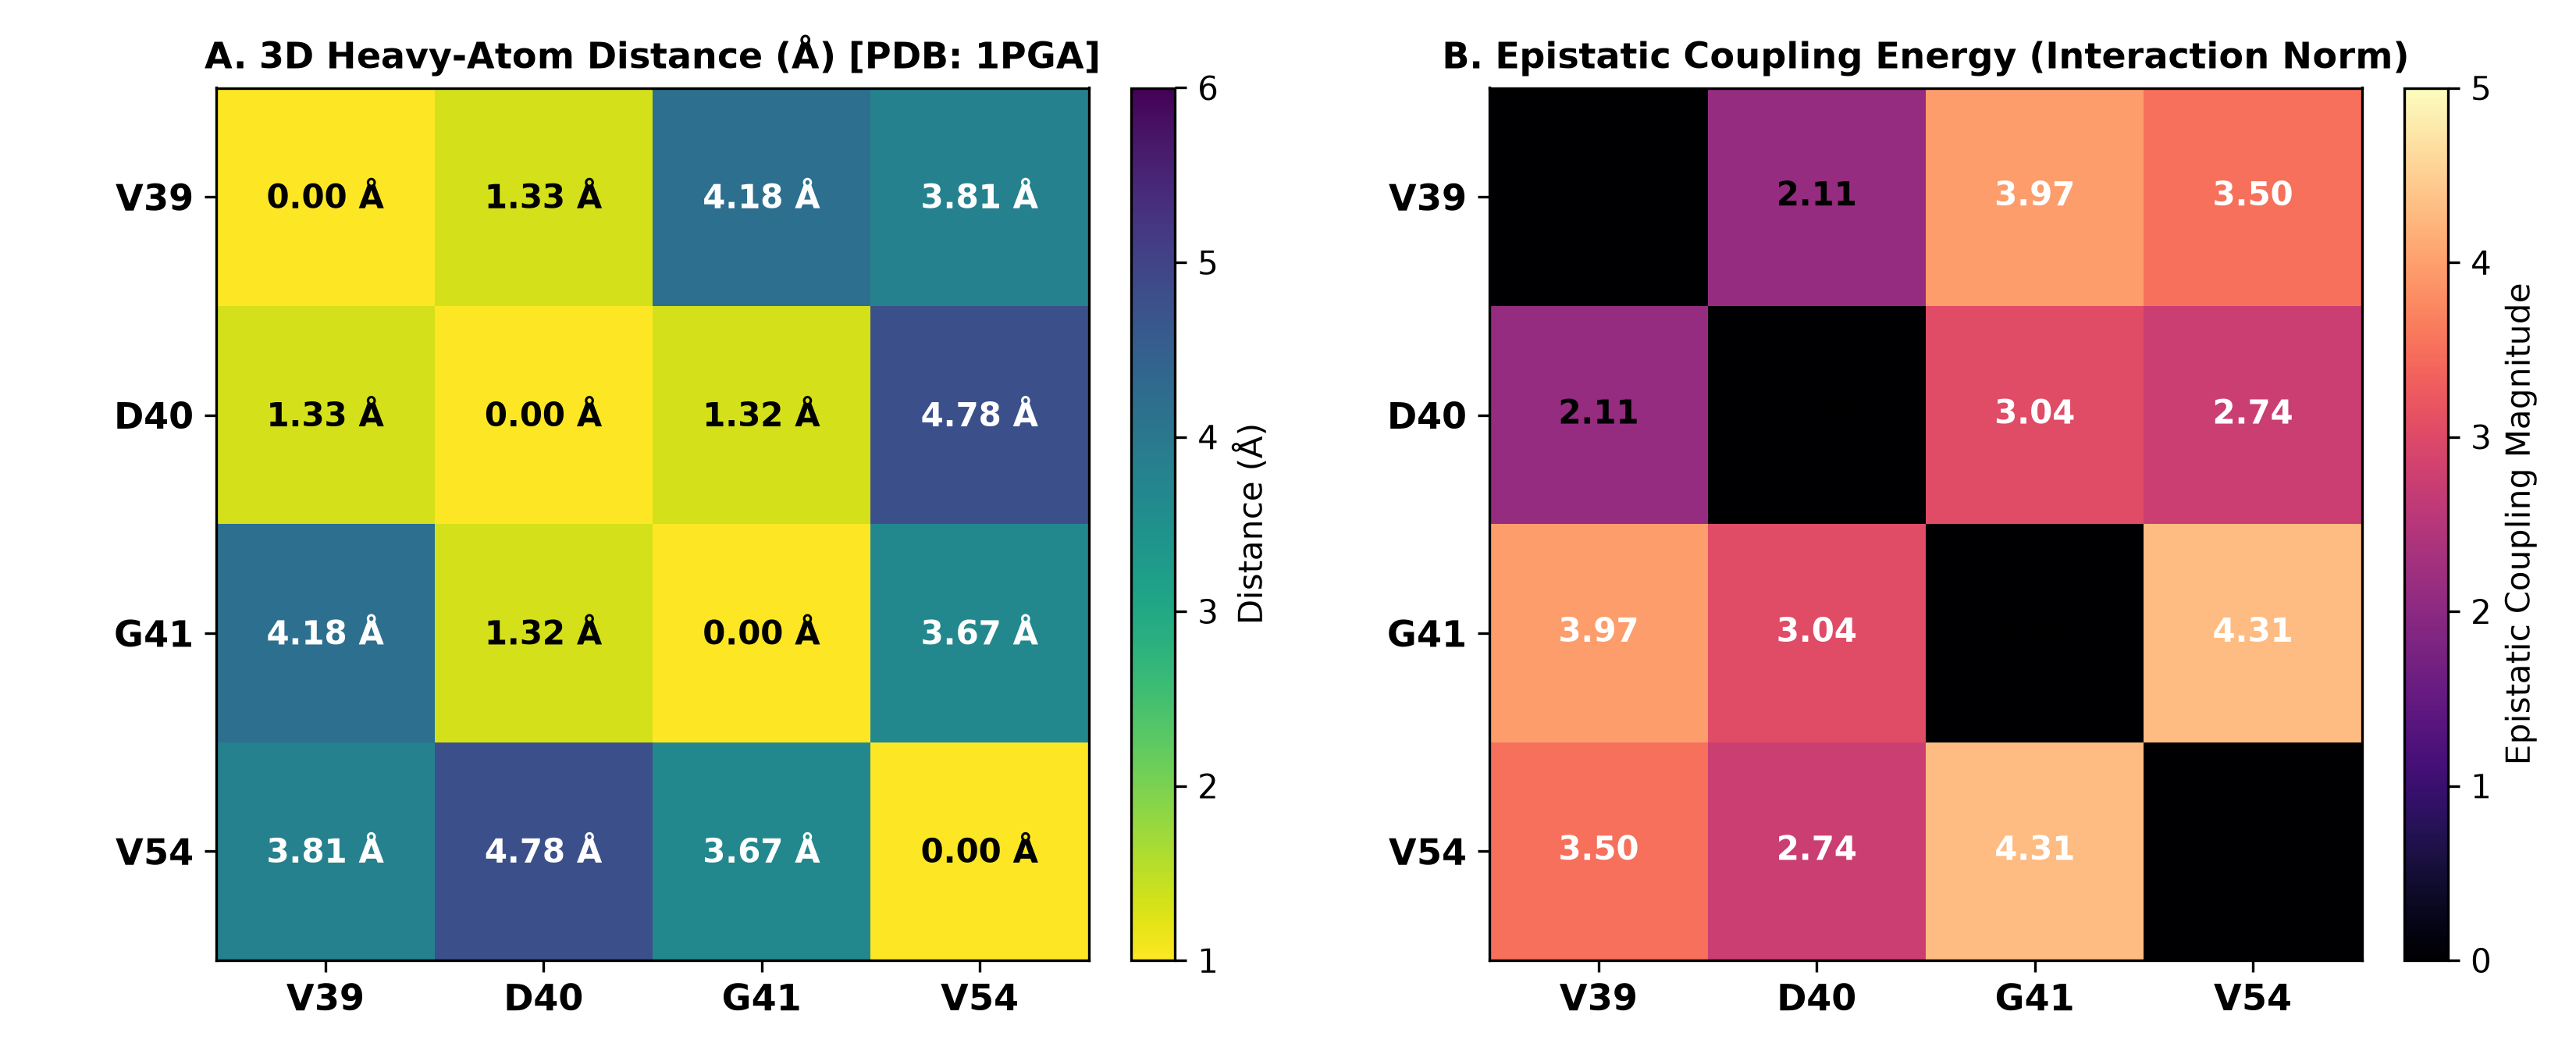 A. 3D Heavy-Atom Distance (Å) [PDB: 1PGA]
V39 0.00 Å 1.33 Å 4.18 Å 3.81 Å
D40 1.33 Å 0.00 Å 1.32 Å 4.78 Å
G41 4.18 Å 1.32 Å 0.00 Å 3.67 Å
V54 3.81 Å 4.78 Å 3.67 Å 0.00 Å
V39 D40 G41 V54
6
5
4
3
2
1
Distance (Å)
B. Epistatic Coupling Energy (Interaction Norm)
V39 2.11 3.97 3.50
D40 2.11 3.04 2.74
G41 3.97 3.04 4.31
V54 3.50 2.74 4.31
V39 D40 G41 V54
5
4
3
2
1
0
Epistatic Coupling Magnitude